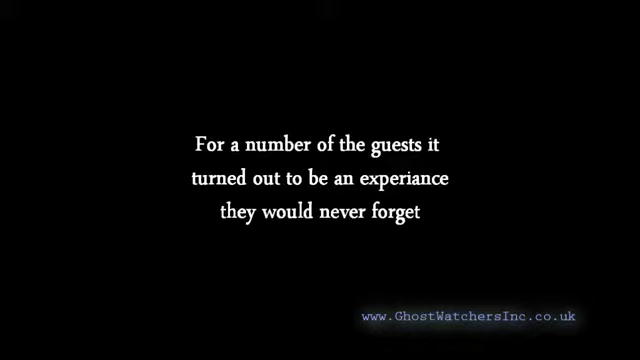 For a number of the guests it
turned out to be an experiance
they would never forget
www.GhostWatchersInc.co.uk